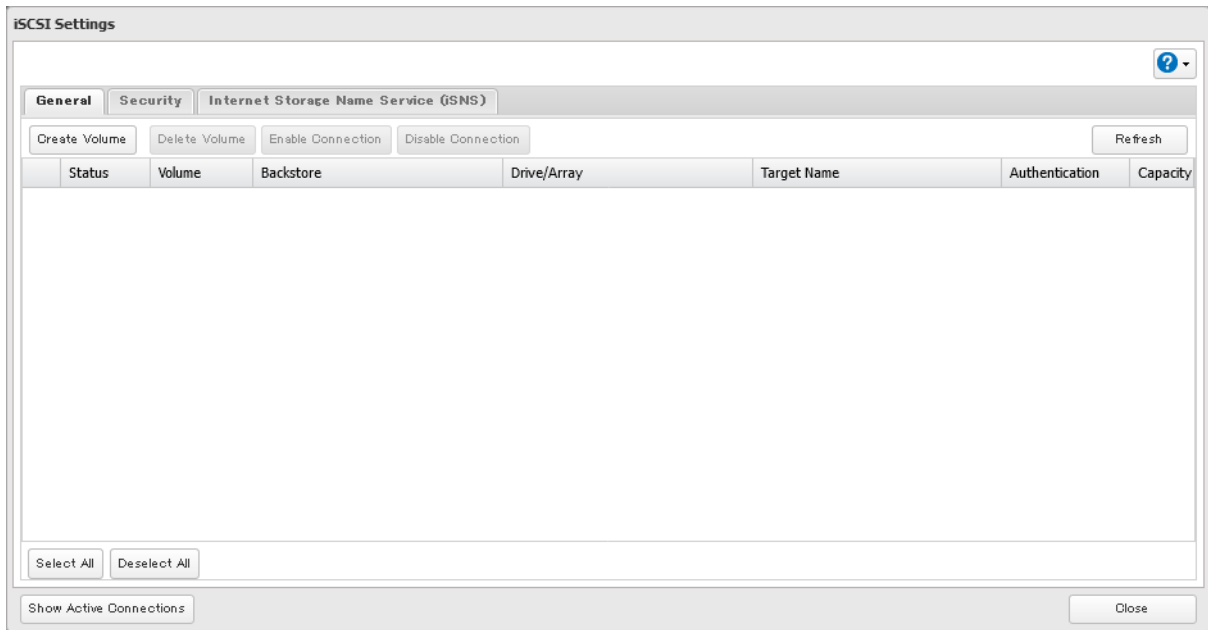 iSCSI Settings
General Security Internet Storage Name Service (iSNS)
Create Volume Delete Volume Enable Connection Disable Connection Refresh
Status Volume Backstore Drive/Array Target Name Authentication Capacity
Select All Deselect All
Show Active Connections Close